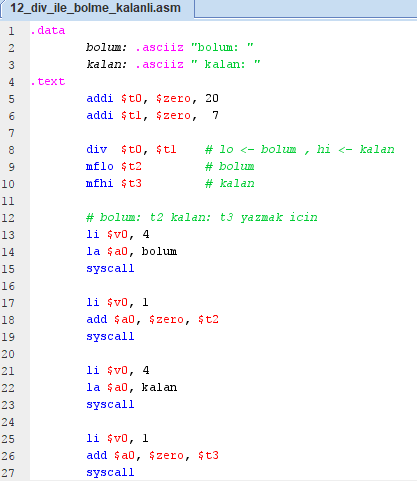 12_div_ile_bolme_kalanli.asm
1 .data
2 bolum: .asciiz "bolum: "
3 kalan: .asciiz " kalan: "
4 .text
5 addi $t0, $zero, 20
6 addi $t1, $zero,  7
7
8 div  $t0, $t1 # lo <- bolum , hi <- kalan
9 mflo $t2 # bolum
10 mfhi $t3 # kalan
11
12 # bolum: t2 kalan: t3 yazmak icin
13 li $v0, 4
14 la $a0, bolum
15 syscall
16
17 li $v0, 1
18 add $a0, $zero, $t2
19 syscall
20
21 li $v0, 4
22 la $a0, kalan
23 syscall
24
25 li $v0, 1
26 add $a0, $zero, $t3
27 syscall